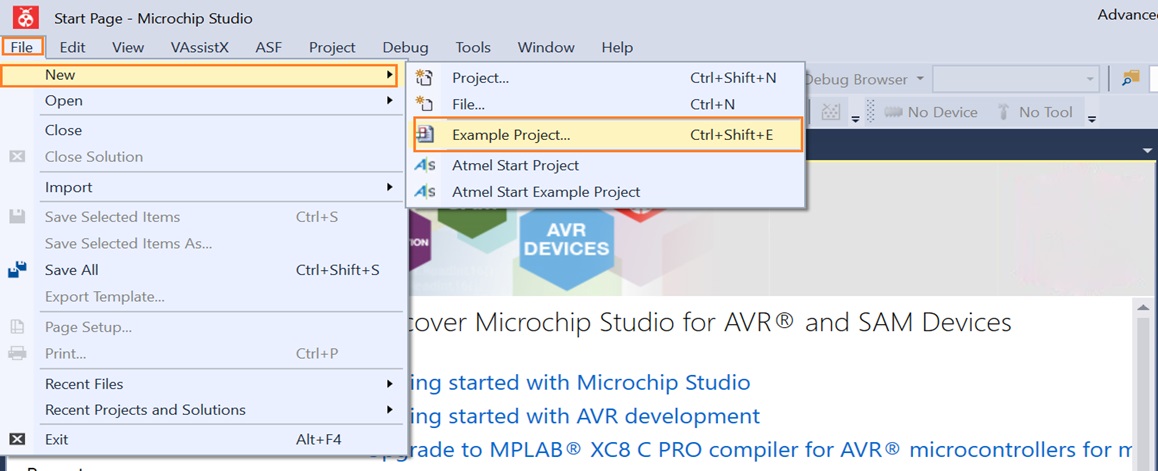 Start Page - Microchip Studio
Advanced
File Edit View VAssistX ASF Project Debug Tools Window Help
New
Open
Close
Close Solution
Import
Save Selected Items Ctrl+S
Save Selected Items As...
Save All Ctrl+Shift+S
Export Template...
Page Setup...
Print... Ctrl+P
Recent Files
Recent Projects and Solutions
Exit Alt+F4
Project... Ctrl+Shift+N
File... Ctrl+N
Example Project... Ctrl+Shift+E
Atmel Start Project
Atmel Start Example Project
Debug Browser
No Device No Tool
AVR
DEVICES
cover Microchip Studio for AVR® and SAM Devices
ing started with Microchip Studio
ing started with AVR development
Upgrade to MPLAB® XC8 C PRO compiler for AVR® microcontrollers for m